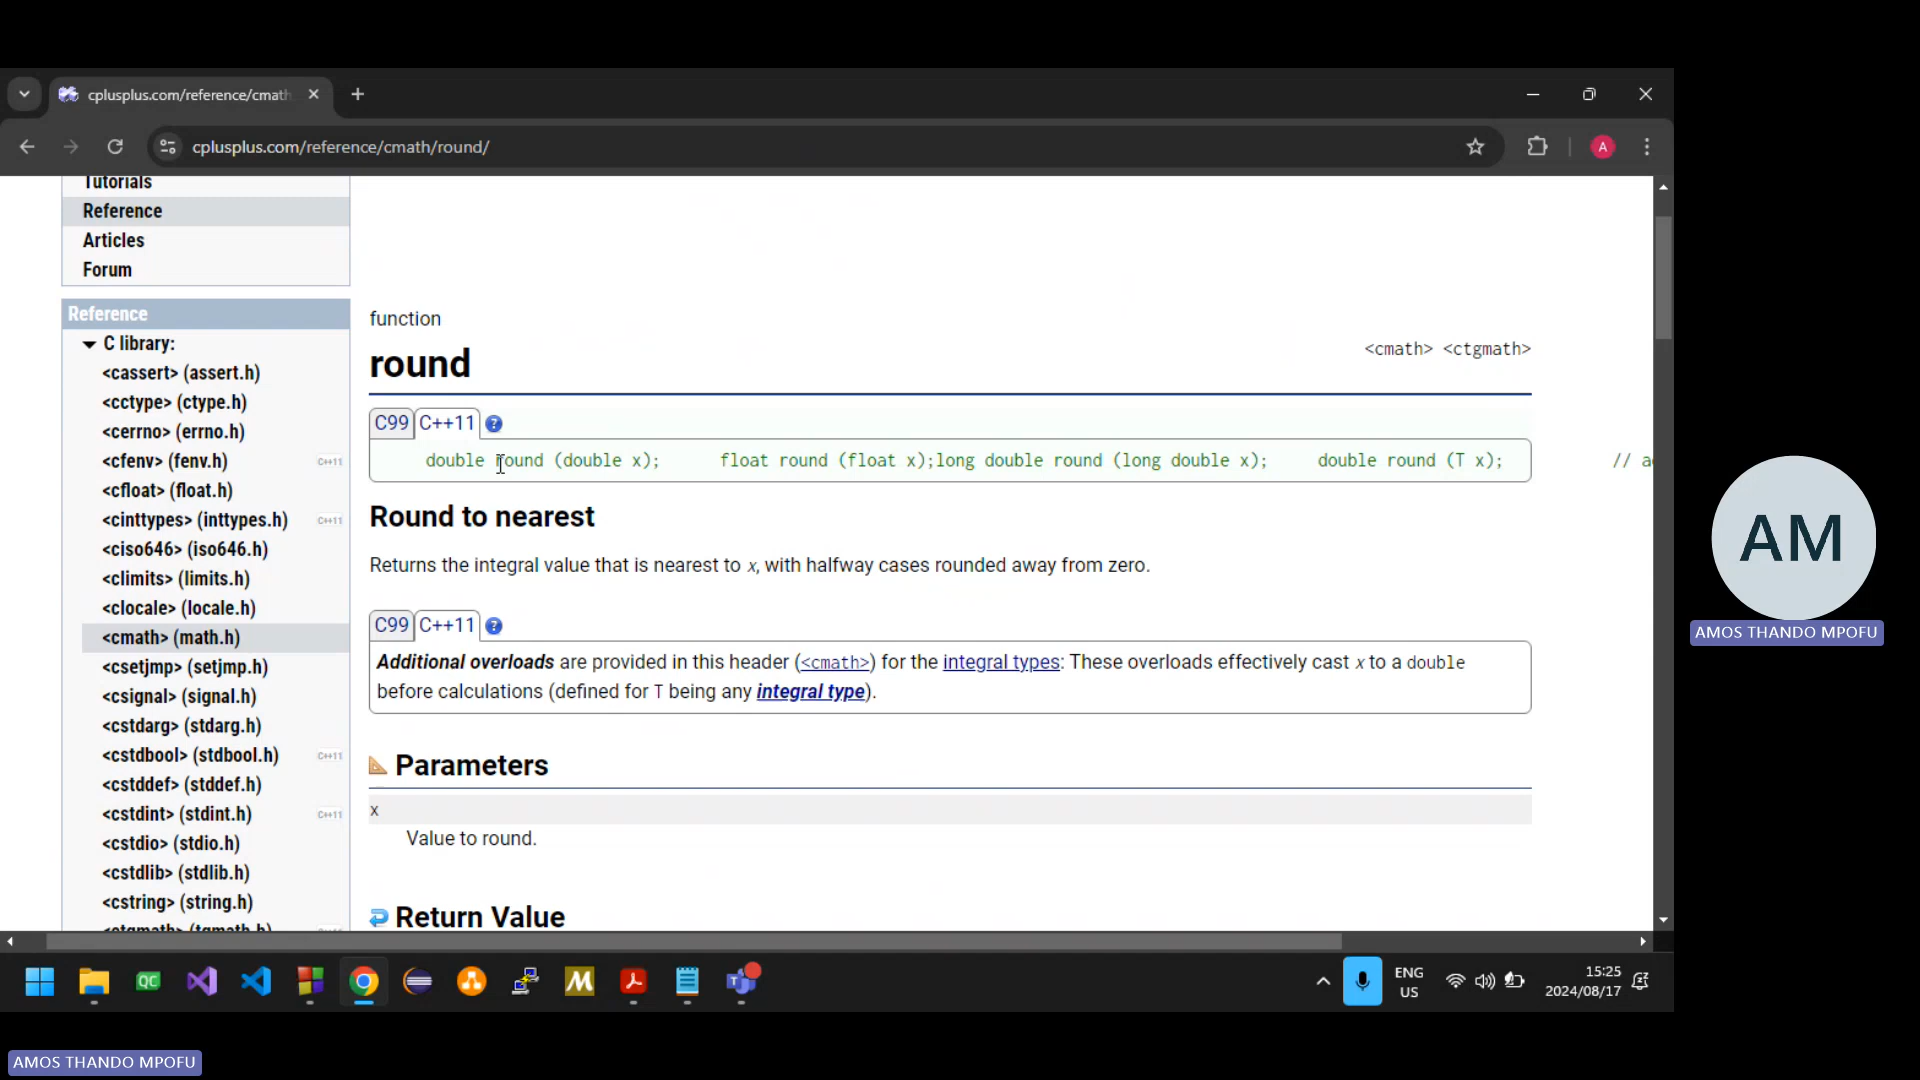 cplusplus.com/reference/cmath
cplusplus.com/reference/cmath/round/
A
Tutorials
Reference
Articles
Forum
Reference
C library:
<cassert> (assert.h)
<cctype> (ctype.h)
<cerrno> (errno.h)
<cfenv> (fenv.h) C++11
<cfloat> (float.h)
<cinttypes> (inttypes.h) C++11
<ciso646> (iso646.h)
<climits> (limits.h)
<clocale> (locale.h)
<cmath> (math.h)
<csetjmp> (setjmp.h)
<csignal> (signal.h)
<cstdarg> (stdarg.h)
<cstdbool> (stdbool.h) C++11
<cstddef> (stddef.h)
<cstdint> (stdint.h) C++11
<cstdio> (stdio.h)
<cstdlib> (stdlib.h)
<cstring> (string.h)
<ctgmath> (tgmath.h)
function
<cmath> <ctgmath>
round
C99 C++11 ?
double round (double x); float round (float x);long double round (long double x); double round (T x); // a
Round to nearest
Returns the integral value that is nearest to x, with halfway cases rounded away from zero.
C99 C++11 ?
Additional overloads are provided in this header (<cmath>) for the integral types: These overloads effectively cast x to a double
before calculations (defined for T being any integral type).
Parameters
x
Value to round.
Return Value
QC
M
T
ENG
US
15:25
2024/08/17
AM
AMOS THANDO MPOFU
AMOS THANDO MPOFU